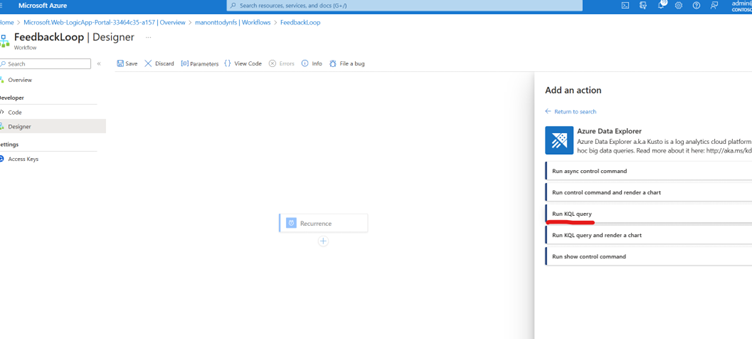 Microsoft Azure
Search resources, services, and docs (G+/)
admin@
CONTOSO
Home > Microsoft.Web-LogicApp-Portal-33464c35-a157 | Overview > manonttodynfs | Workflows > FeedbackLoop
FeedbackLoop | Designer ...
Workflow
Search
Save Discard Parameters View Code Errors Info File a bug
Overview
Developer
Code
Designer
Settings
Access Keys
Recurrence
Add an action
Return to search
Azure Data Explorer
Azure Data Explorer a.k.a Kusto is a log analytics cloud platform
hoc big data queries. Read more about it here: http://aka.ms/kd
Run async control command
Run control command and render a chart
Run KQL query
Run KQL query and render a chart
Run show control command